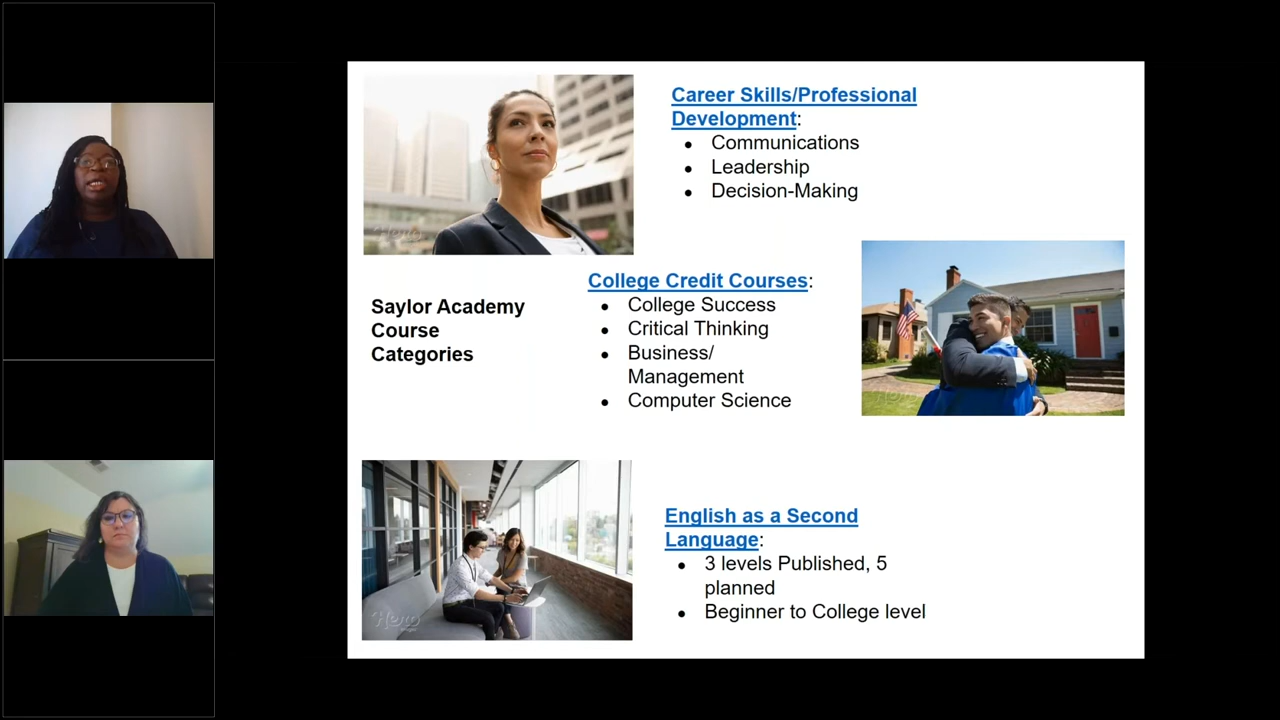 Career Skills/Professional
Development:
● Communications
● Leadership
● Decision-Making
Saylor Academy
Course
Categories
College Credit Courses:
● College Success
● Critical Thinking
● Business/
Management
● Computer Science
English as a Second
Language:
● 3 levels Published, 5
planned
● Beginner to College level
Hero